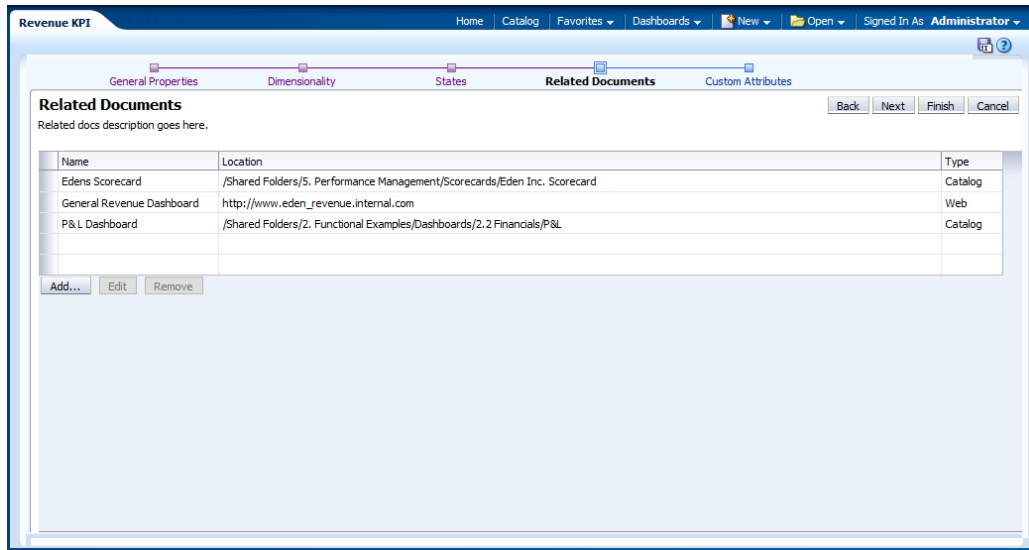 Revenue KPI Home Catalog Favorites Dashboards New Open Signed In As Administrator
General Properties Dimensionality States Related Documents Custom Attributes
Related Documents Back Next Finish Cancel
Related docs description goes here.
Name Location Type
Edens Scorecard /Shared Folders/5. Performance Management/Scorecards/Eden Inc. Scorecard Catalog
General Revenue Dashboard http://www.eden_revenue.internal.com Web
P&L Dashboard /Shared Folders/2. Functional Examples/Dashboards/2.2 Financials/P&L Catalog
Add... Edit Remove